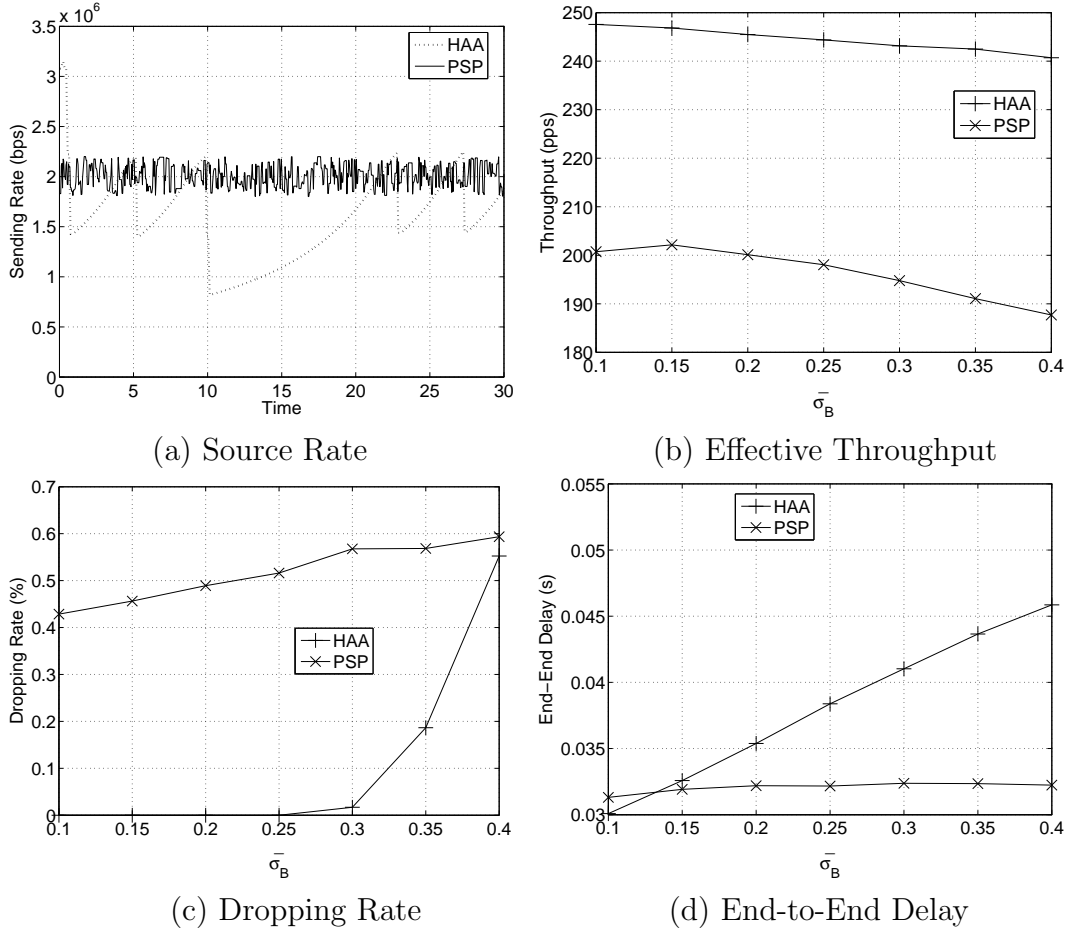 x 10⁶
3.5
3
2.5
2
1.5
1
0.5
0
Sending Rate (bps)
HAA
PSP
0 5 10 15 20 25 30
Time
(a) Source Rate
250
240
230
220
210
200
190
180
Throughput (pps)
HAA
PSP
0.1 0.15 0.2 0.25 0.3 0.35 0.4
σ̄_B
(b) Effective Throughput
0.7
0.6
0.5
0.4
0.3
0.2
0.1
0
Dropping Rate (%)
HAA
PSP
0.1 0.15 0.2 0.25 0.3 0.35 0.4
σ̄_B
(c) Dropping Rate
0.055
0.05
0.045
0.04
0.035
0.03
End−End Delay (s)
HAA
PSP
0.1 0.15 0.2 0.25 0.3 0.35 0.4
σ̄_B
(d) End-to-End Delay